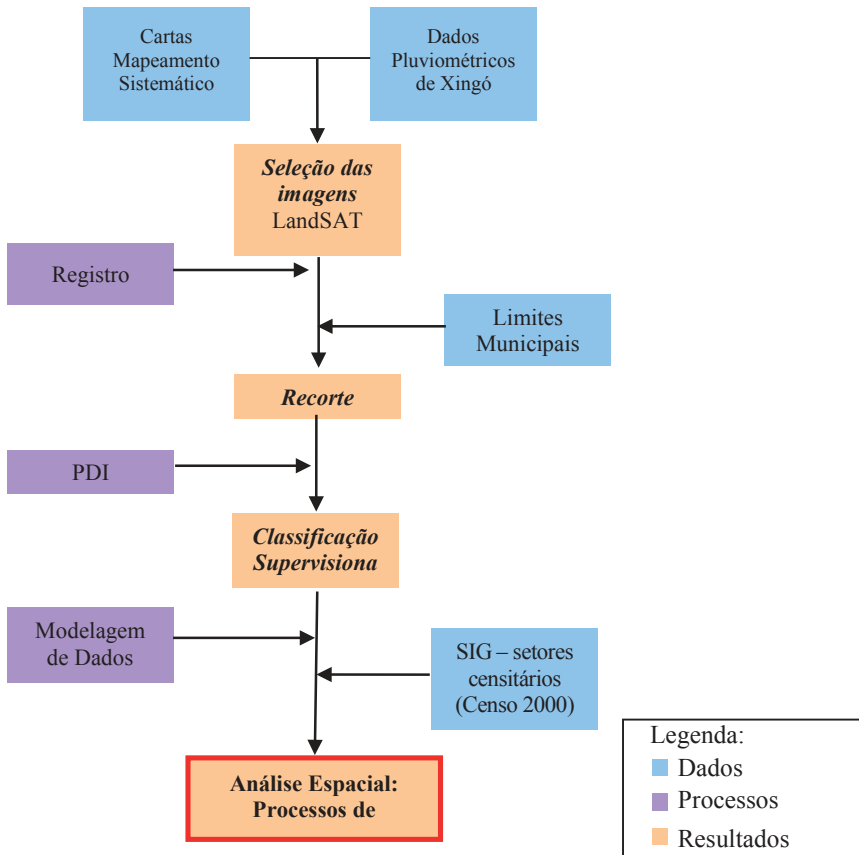 Cartas
Mapeamento
Sistemático
Dados
Pluviométricos
de Xingó
Seleção das
imagens
LandSAT
Registro
Limites
Municipais
Recorte
PDI
Classificação
Supervisiona
Modelagem
de Dados
SIG – setores
censitários
(Censo 2000)
Análise Espacial:
Processos de
Legenda:
Dados
Processos
Resultados